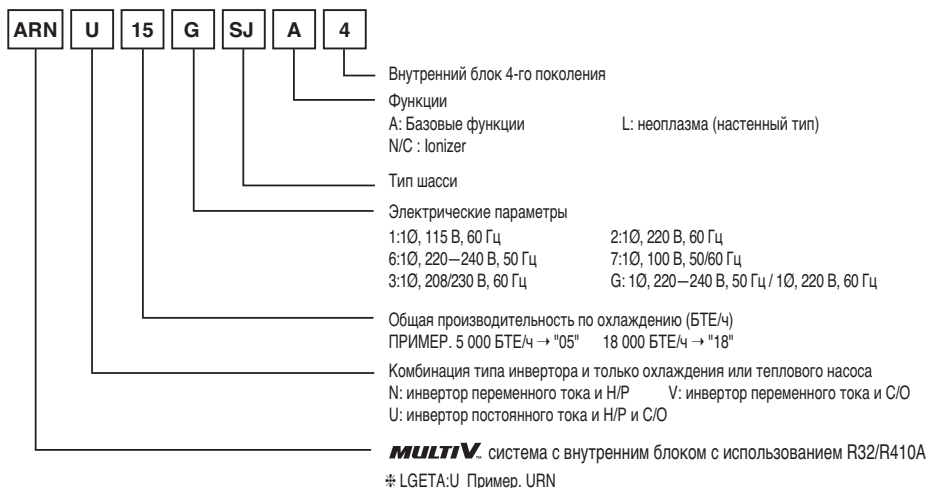 ARN U 15 G SJ A 4
Внутренний блок 4-го поколения
Функции
A: Базовые функции L: неоплазма (настенный тип)
N/C : Ionizer
Тип шасси
Электрические параметры
1:1Ø, 115 В, 60 Гц 2:1Ø, 220 В, 60 Гц
6:1Ø, 220—240 В, 50 Гц 7:1Ø, 100 В, 50/60 Гц
3:1Ø, 208/230 В, 60 Гц G: 1Ø, 220—240 В, 50 Гц / 1Ø, 220 В, 60 Гц
Общая производительность по охлаждению (БТЕ/ч)
ПРИМЕР. 5 000 БТЕ/ч → "05" 18 000 БТЕ/ч → "18"
Комбинация типа инвертора и только охлаждения или теплового насоса
N: инвертор переменного тока и H/P V: инвертор переменного тока и C/O
U: инвертор постоянного тока и H/P и C/O
MULTI V™ система с внутренним блоком с использованием R32/R410A
❉ LGETA:U Пример. URN